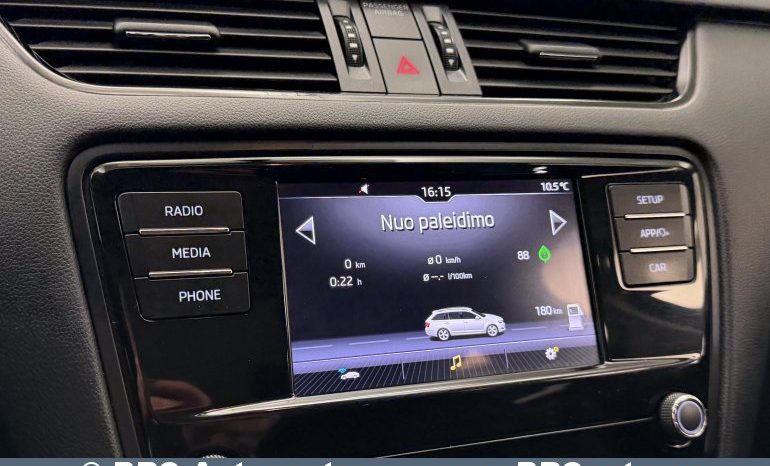 PASSENGER
AIRBAG
16:15
10.5°C
RADIO
MEDIA
PHONE
Nuo paleidimo
0 km
ø 0 km/h
88
0:22 h
ø --.- l/100km
180 km
SETUP
CAR